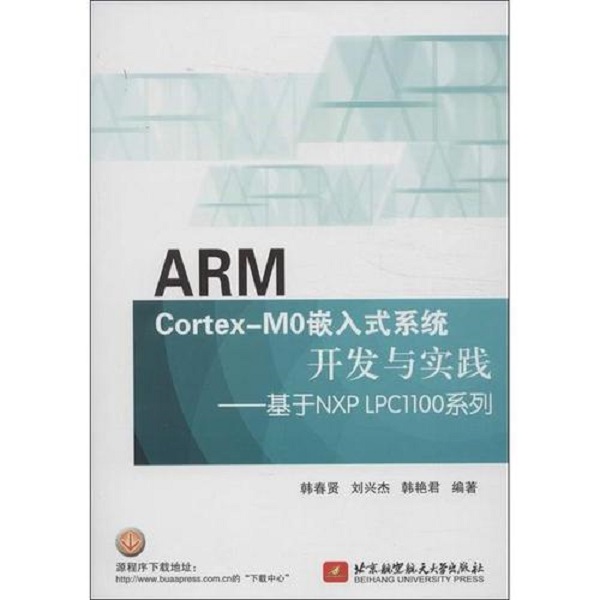 ARM
Cortex-M0嵌入式系统
开发与实践
——基于NXP LPC1100系列
韩春贤 刘兴杰 韩艳君 编著
源程序下载地址：
http://www.buaapress.com.cn的“下载中心”
北京航空航天大学出版社
BEIHANG UNIVERSITY PRESS